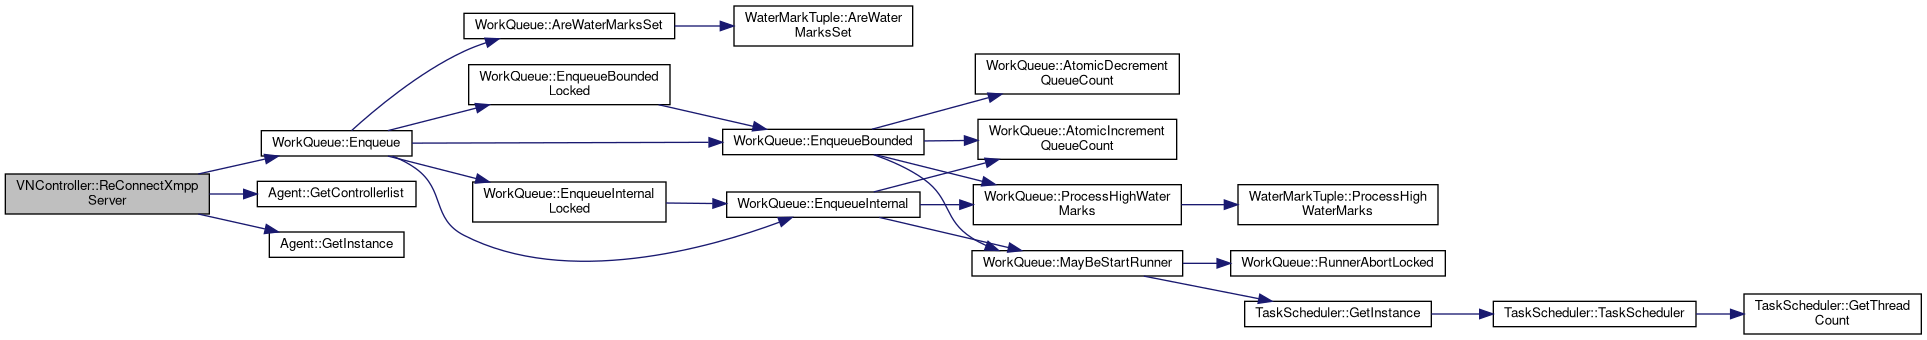 VNController::ReConnectXmpp
Server
WorkQueue::Enqueue
Agent::GetControllerlist
Agent::GetInstance
WorkQueue::AreWaterMarksSet
WorkQueue::EnqueueBounded
Locked
WorkQueue::EnqueueInternal
Locked
WaterMarkTuple::AreWater
MarksSet
WorkQueue::EnqueueBounded
WorkQueue::EnqueueInternal
WorkQueue::AtomicDecrement
QueueCount
WorkQueue::AtomicIncrement
QueueCount
WorkQueue::ProcessHighWater
Marks
WorkQueue::MayBeStartRunner
WaterMarkTuple::ProcessHigh
WaterMarks
WorkQueue::RunnerAbortLocked
TaskScheduler::GetInstance
TaskScheduler::TaskScheduler
TaskScheduler::GetThread
Count